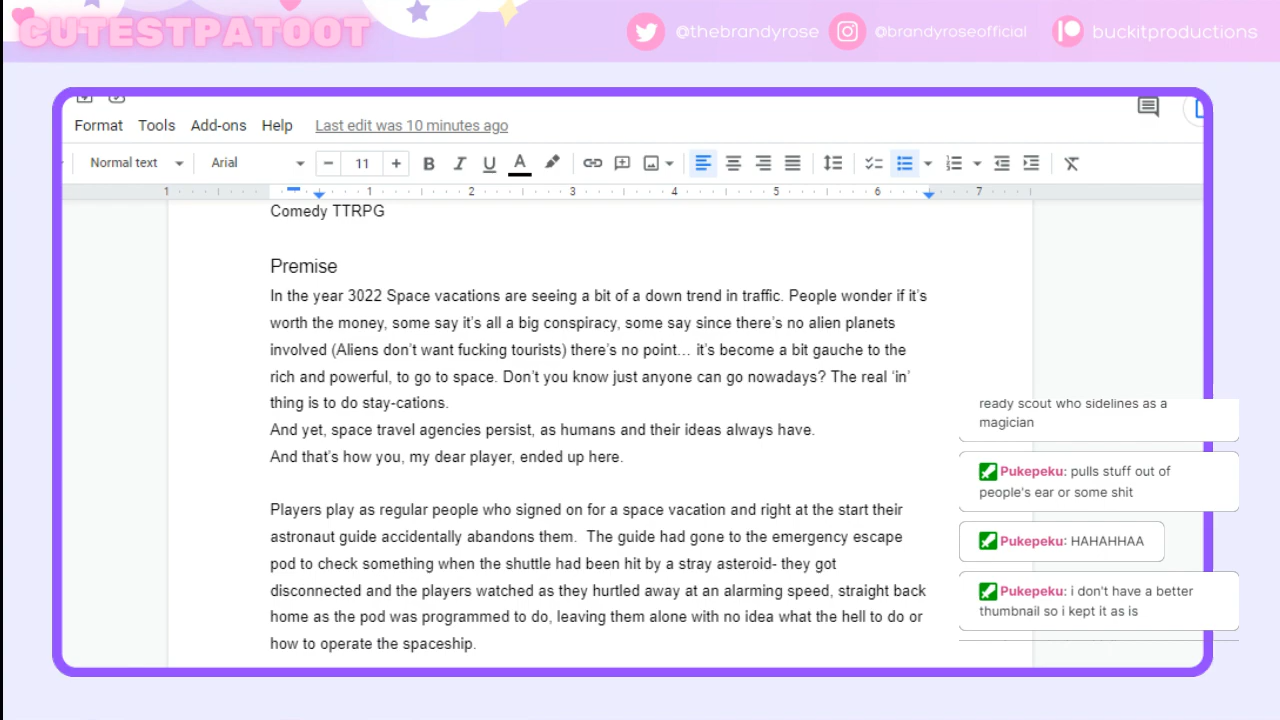 CUTESTPATOOT
@thebrandyrose
@brandyroseofficial
buckitproductions
Format Tools Add-ons Help Last edit was 10 minutes ago
Normal text Arial 11 B I U A
1 1 2 3 4 5 6 7
Comedy TTRPG
Premise
In the year 3022 Space vacations are seeing a bit of a down trend in traffic. People wonder if it's
worth the money, some say it's all a big conspiracy, some say since there's no alien planets
involved (Aliens don't want fucking tourists) there's no point... it's become a bit gauche to the
rich and powerful, to go to space. Don't you know just anyone can go nowadays? The real 'in'
thing is to do stay-cations.
And yet, space travel agencies persist, as humans and their ideas always have.
And that's how you, my dear player, ended up here.
Players play as regular people who signed on for a space vacation and right at the start their
astronaut guide accidentally abandons them.  The guide had gone to the emergency escape
pod to check something when the shuttle had been hit by a stray asteroid- they got
disconnected and the players watched as they hurtled away at an alarming speed, straight back
home as the pod was programmed to do, leaving them alone with no idea what the hell to do or
how to operate the spaceship.
ready scout who sidelines as a
magician
Pukepeku: pulls stuff out of
people's ear or some shit
Pukepeku: HAHAHHAA
Pukepeku: i don't have a better
thumbnail so i kept it as is